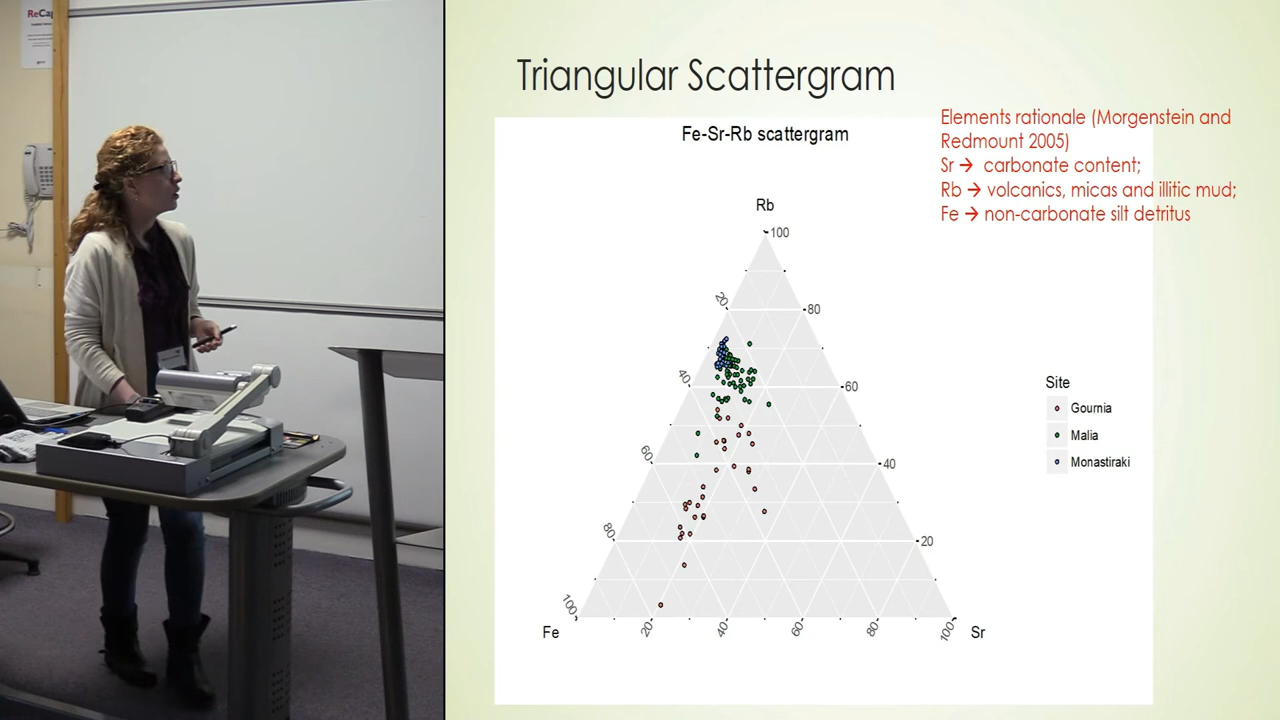 ReCap
Triangular Scattergram
Elements rationale (Morgenstein and
Redmount 2005)
Sr → carbonate content;
Rb → volcanics, micas and illitic mud;
Fe → non-carbonate silt detritus
Fe-Sr-Rb scattergram
Rb
100
20
80
40
60
60
40
80
20
100
Fe
20
40
60
80
100
Sr
Site
Gournia
Malia
Monastiraki